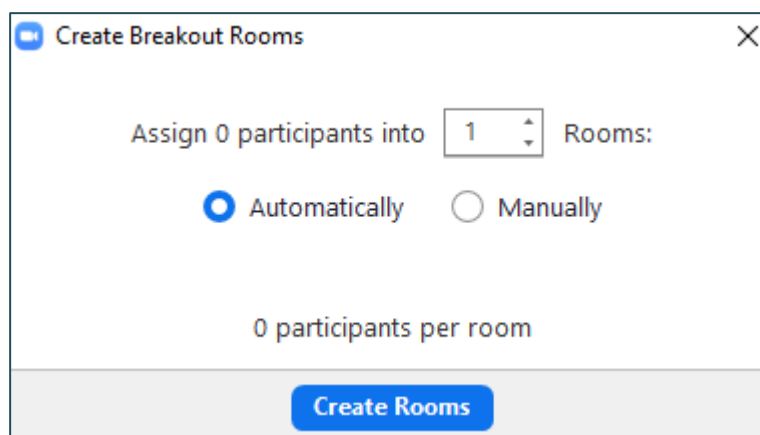 Create Breakout Rooms
Assign 0 participants into 1 Rooms:
Automatically Manually
0 participants per room
Create Rooms